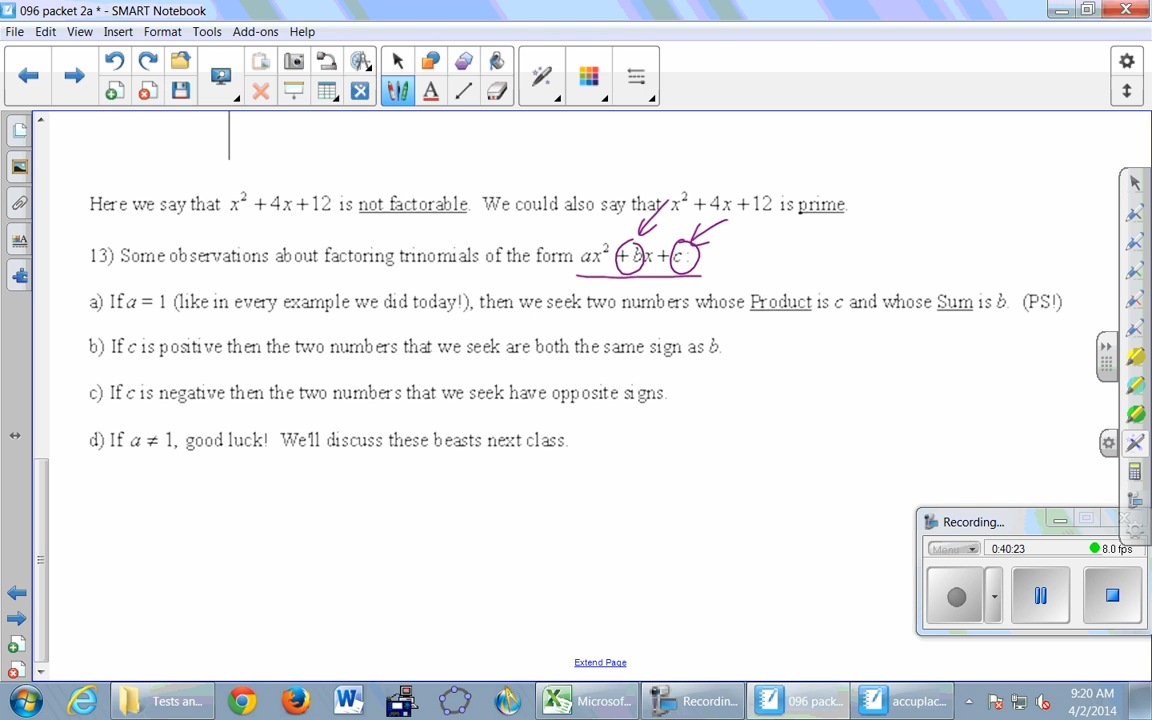 096 packet 2a * - SMART Notebook
File Edit View Insert Format Tools Add-ons Help
Here we say that x² + 4x + 12 is not factorable. We could also say that x² + 4x + 12 is prime.
13) Some observations about factoring trinomials of the form ax² + bx + c:
a) If a = 1 (like in every example we did today!), then we seek two numbers whose Product is c and whose Sum is b. (PS!)
b) If c is positive then the two numbers that we seek are both the same sign as b.
c) If c is negative then the two numbers that we seek have opposite signs.
d) If a ≠ 1, good luck! We'll discuss these beasts next class.
Recording...
Menu 0:40:23 8.0 fps
Extend Page
Tests an... Microsof... Recordin... 096 pack... accuplac...
9:20 AM
4/2/2014